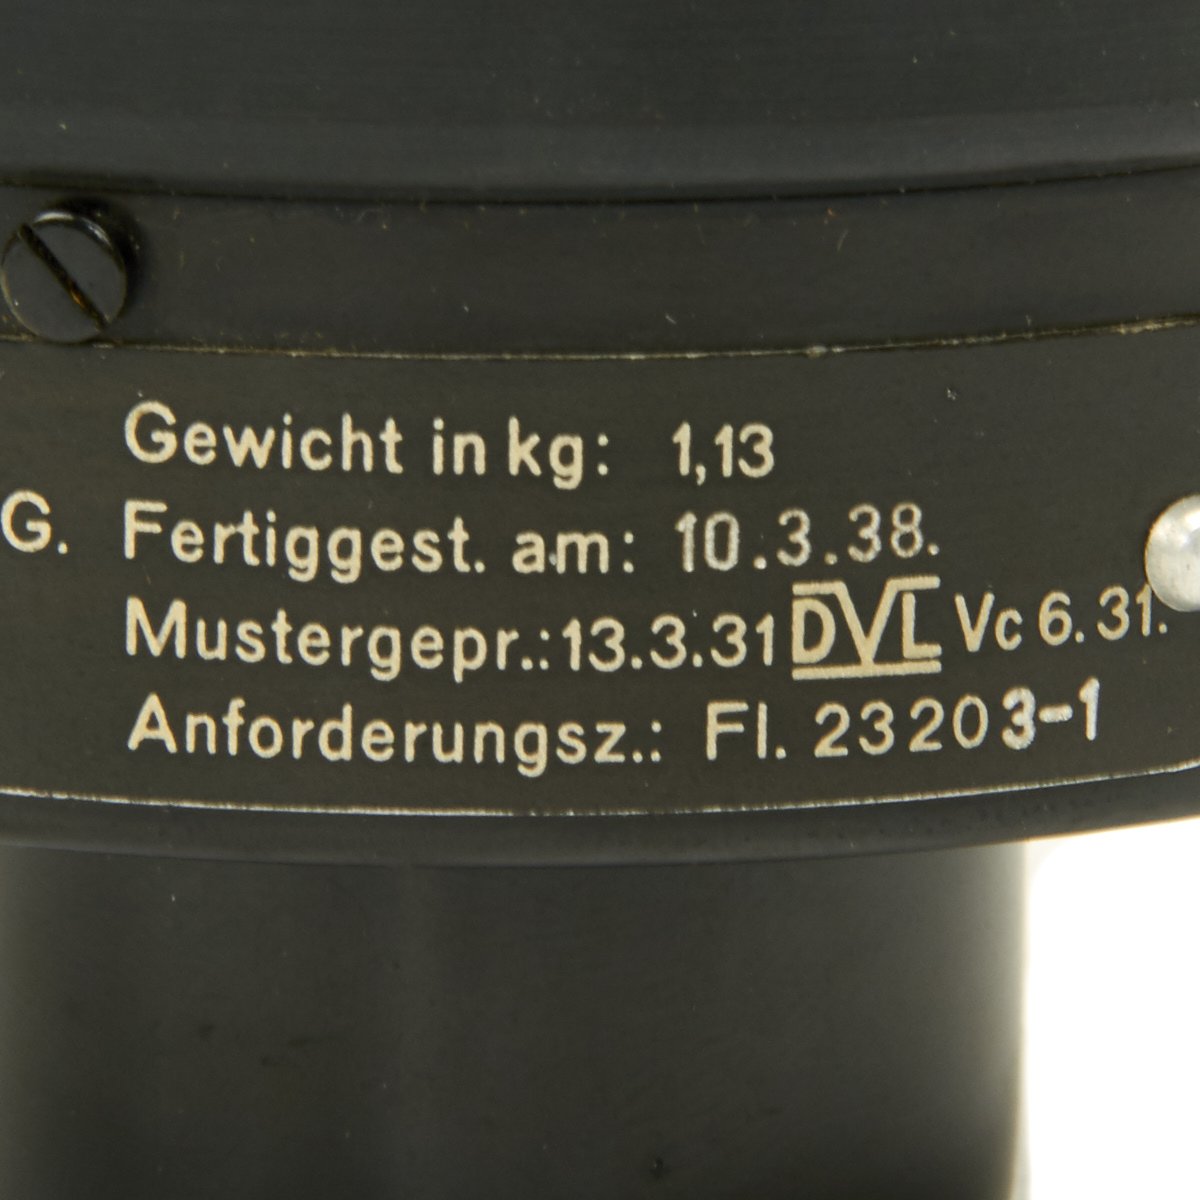 Gewicht in kg: 1,13
G. Fertiggest. am: 10.3.38.
Mustergepr.: 13.3.31 DVL Vc 6.31.
Anforderungsz.: Fl. 23203-1